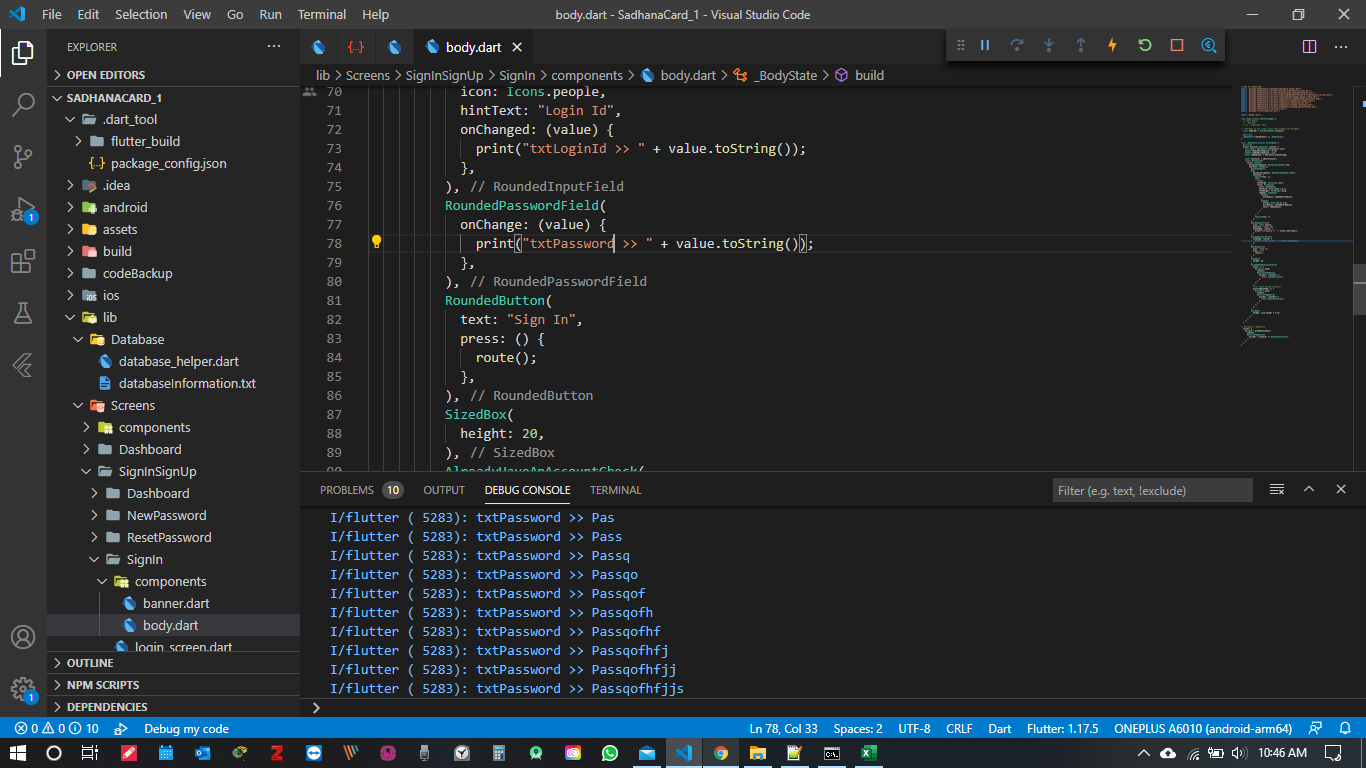 File Edit Selection View Go Run Terminal Help
body.dart - SadhanaCard_1 - Visual Studio Code
EXPLORER
body.dart
OPEN EDITORS
lib > Screens > SignInSignUp > SignIn > components > body.dart > _BodyState > build
SADHANACARD_1
.dart_tool
flutter_build
package_config.json
.idea
android
assets
build
codeBackup
ios
lib
Database
database_helper.dart
databaseInformation.txt
Screens
components
Dashboard
SignInSignUp
Dashboard
NewPassword
ResetPassword
SignIn
components
banner.dart
body.dart
login_screen.dart
OUTLINE
NPM SCRIPTS
DEPENDENCIES
1
1
70 icon: Icons.people,
71 hintText: "Login Id",
72 onChanged: (value) {
73 print("txtLoginId >> " + value.toString());
74 },
75 ), // RoundedInputField
76 RoundedPasswordField(
77 onChange: (value) {
78 print("txtPassword >> " + value.toString());
79 },
80 ), // RoundedPasswordField
81 RoundedButton(
82 text: "Sign In",
83 press: () {
84 route();
85 },
86 ), // RoundedButton
87 SizedBox(
88 height: 20,
89 ), // SizedBox
90 AlreadyHaveAnAccountCheck(
PROBLEMS 10 OUTPUT DEBUG CONSOLE TERMINAL
Filter (e.g. text, !exclude)
I/flutter ( 5283): txtPassword >> Pas
I/flutter ( 5283): txtPassword >> Pass
I/flutter ( 5283): txtPassword >> Passq
I/flutter ( 5283): txtPassword >> Passqo
I/flutter ( 5283): txtPassword >> Passqof
I/flutter ( 5283): txtPassword >> Passqofh
I/flutter ( 5283): txtPassword >> Passqofhf
I/flutter ( 5283): txtPassword >> Passqofhfj
I/flutter ( 5283): txtPassword >> Passqofhfjj
I/flutter ( 5283): txtPassword >> Passqofhfjjs
0 0 10 Debug my code
Ln 78, Col 33 Spaces: 2 UTF-8 CRLF Dart Flutter: 1.17.5 ONEPLUS A6010 (android-arm64)
10:46 AM